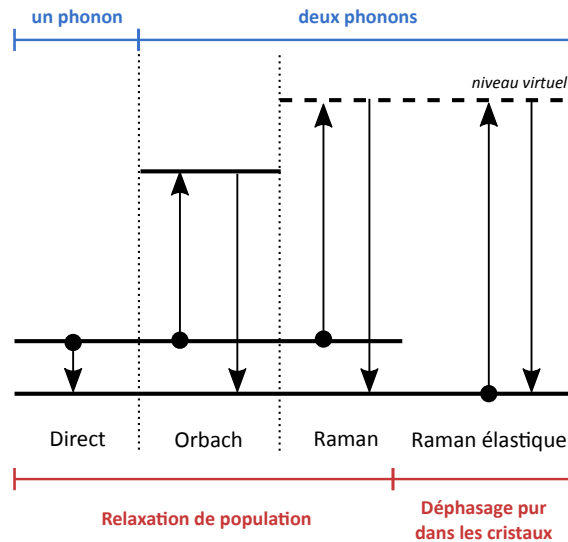 un phonon
deux phonons
niveau virtuel
Direct
Orbach
Raman
Raman élastique
Relaxation de population
Déphasage pur
dans les cristaux